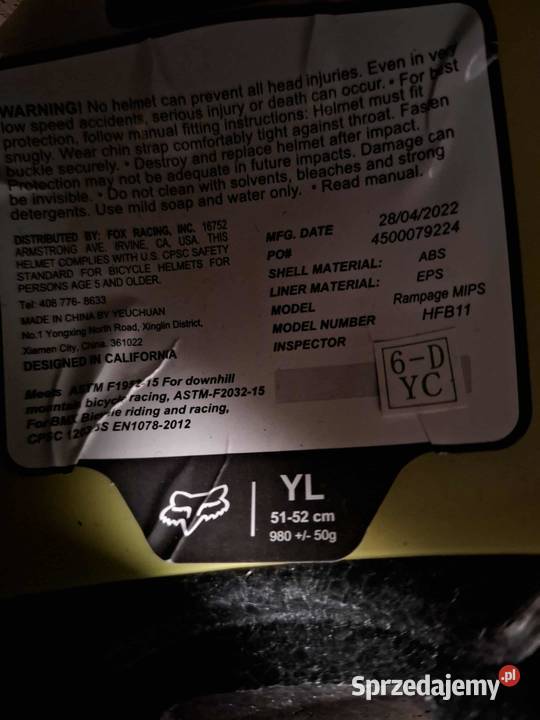 WARNING! No helmet can prevent all head injuries. Even in very
low speed accidents, serious injury or death can occur. • For best
protection, follow manual fitting instructions: Helmet must fit
snugly. Wear chin strap comfortably tight against throat. Fasen
buckle securely. • Destroy and replace helmet after impact.
Protection may not be adequate in future impacts. Damage can
be invisible. • Do not clean with solvents, bleaches and strong
detergents. Use mild soap and water only. • Read manual.
DISTRIBUTED BY: FOX RACING, INC. 16752
ARMSTRONG AVE. IRVINE, CA, USA. THIS
HELMET COMPLIES WITH U.S. CPSC SAFETY
STANDARD FOR BICYCLE HELMETS FOR
PERSONS AGE 5 AND OLDER.
Tel: 408 776- 8633
MADE IN CHINA BY YEUCHUAN
No.1 Yongxing North Road, Xinglin District,
Xiamen City, China. 361022
DESIGNED IN CALIFORNIA
Meets ASTM F1952-15 For downhill
mountain bicycle racing, ASTM-F2032-15
For BMX Bicycle riding and racing,
CPSC 1203 S EN1078-2012
MFG. DATE 28/04/2022
PO# 4500079224
SHELL MATERIAL: ABS
LINER MATERIAL: EPS
MODEL Rampage MIPS
MODEL NUMBER HFB11
INSPECTOR
6-D
YC
YL
51-52 cm
980 +/- 50g
Sprzedajemy.pl